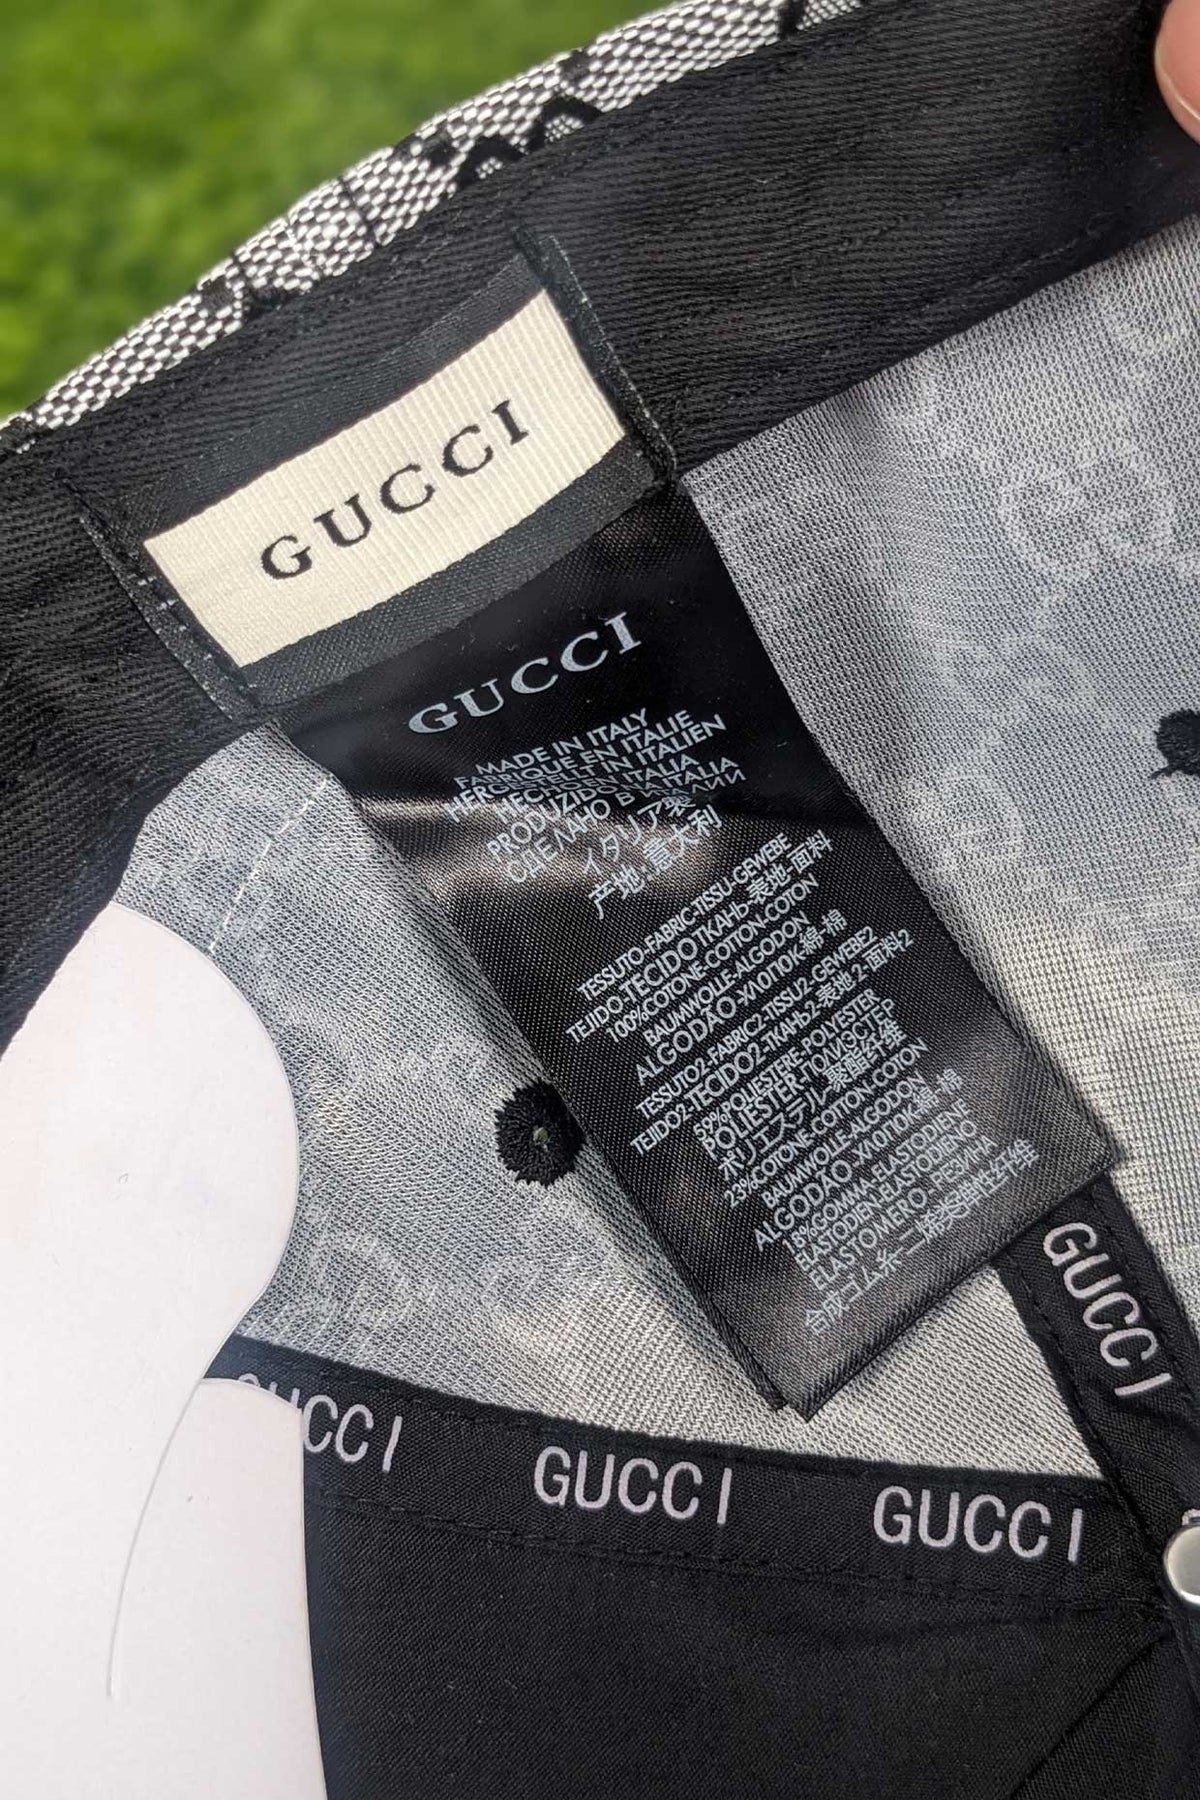 GUCCI
GUCCI
MADE IN ITALY
FABRIQUE EN ITALIE
HERGESTELLT IN ITALIEN
HECHO ITALIA
PRODUZIDO ITALIA
СДЕЛАНО В
イタリア製
产地:意大利
TESSUTO-FABRIC-TISSU-GEWEBE
TEJIDO-TECIDO ТКАНЬ-表地-面料
100%COTONE-COTTON-COTON
BAUMWOLLE-ALGODON
ALGODÃO-ХЛОПОК-綿-棉
TESSUTO2-FABRIC2-TISSU2-GEWEBE2
TEJIDO2-TECIDO2-ТКАНЬ2-表地2-面料2
59%POLIESTERE-POLYESTER
POLIESTER-ПОЛИЭСТЕР
ポリエステル-聚酯纤维
23%COTONE-COTTON-COTON
BAUMWOLLE-ALGODON
ALGODÃO-ХЛОПОК-綿-棉
18%GOMMA-ELASTODIENE
ELASTODIEN.ELASTODIENO
ELASTOMERO.-РЕЗИНА
合成ゴム糸-二烯类弹性纤维
GUCCI
GUCCI
GUCCI
GUCCI